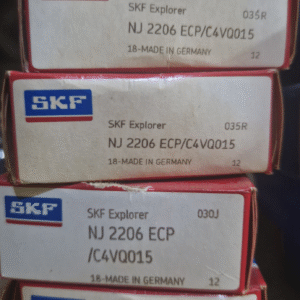 SKF Explorer 035R
NJ 2206 ECP/C4VQ015
18-MADE IN GERMANY 12
SKF
SKF Explorer 035R
NJ 2206 ECP/C4VQ015
18-MADE IN GERMANY 12
SKF
SKF Explorer 030J
NJ 2206 ECP
/C4VQ015
18-MADE IN GERMANY 12